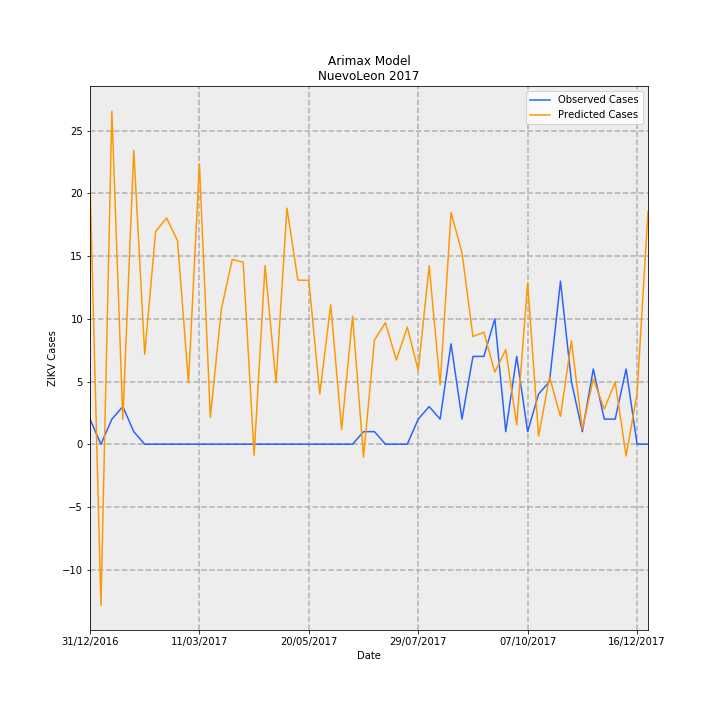 Arimax Model
NuevoLeon 2017
Observed Cases
Predicted Cases
ZIKV Cases
25
20
15
10
5
0
−5
−10
31/12/2016 11/03/2017 20/05/2017 29/07/2017 07/10/2017 16/12/2017
Date